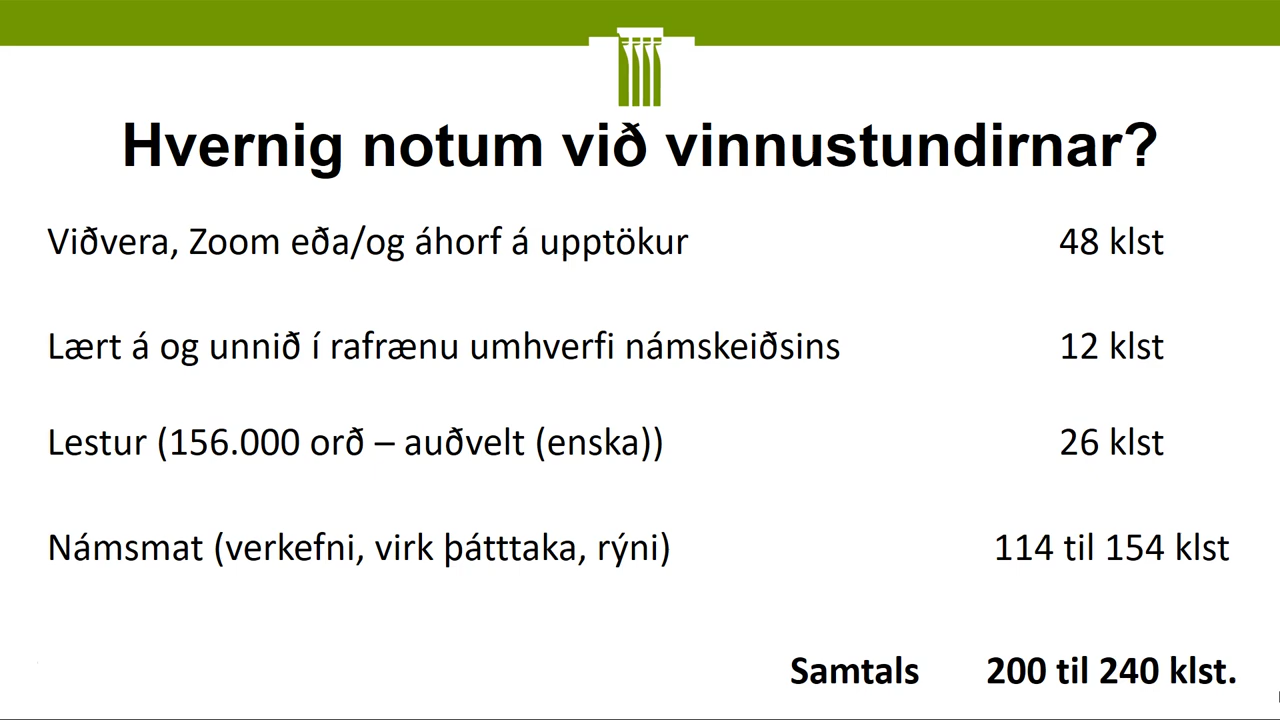 Hvernig notum við vinnustundirnar?
Viðvera, Zoom eða/og áhorf á upptökur 48 klst
Lært á og unnið í rafrænu umhverfi námskeiðsins 12 klst
Lestur (156.000 orð – auðvelt (enska)) 26 klst
Námsmat (verkefni, virk þátttaka, rýni) 114 til 154 klst
Samtals 200 til 240 klst.